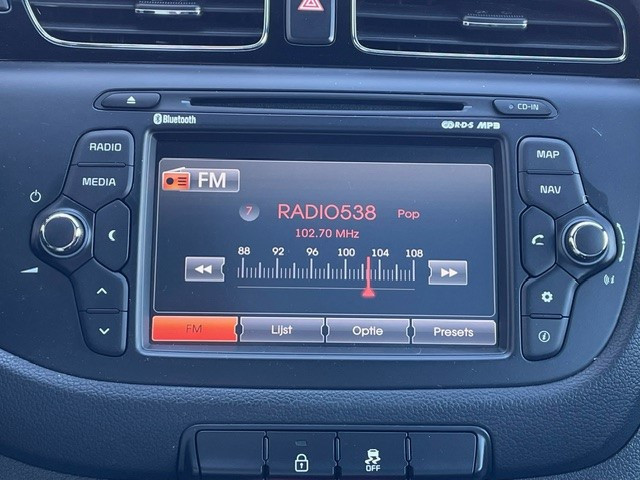 CD-IN
Bluetooth
R·D·S MP3
RADIO
MEDIA
MAP
NAV
FM
7 RADIO538 Pop
102.70 MHz
88 92 96 100 104 108
FM Lijst Optie Presets
OFF